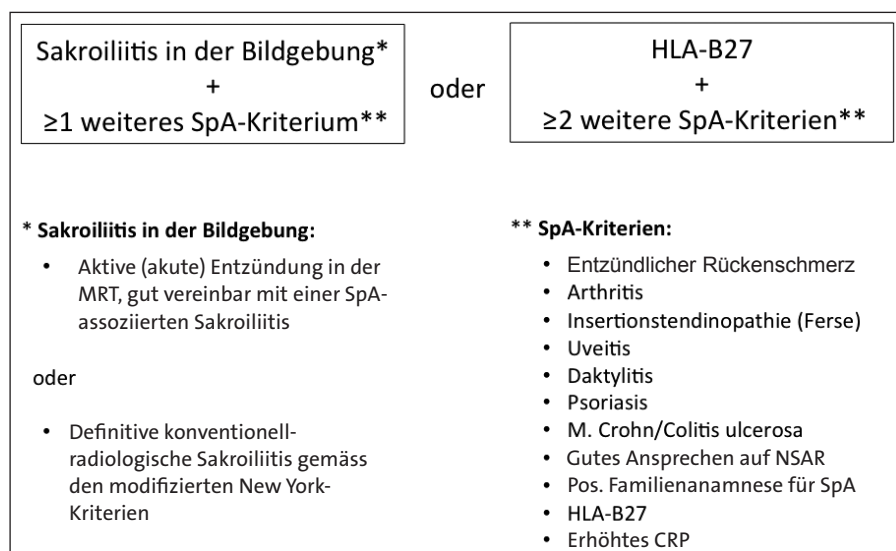 Sakroiliitis in der Bildgebung*
+
≥1 weiteres SpA-Kriterium**
oder
HLA-B27
+
≥2 weitere SpA-Kriterien**
* Sakroiliitis in der Bildgebung:
• Aktive (akute) Entzündung in der
MRT, gut vereinbar mit einer SpA-
assoziierten Sakroiliitis
oder
• Definitive konventionell-
radiologische Sakroiliitis gemäss
den modifizierten New York-
Kriterien
** SpA-Kriterien:
• Entzündlicher Rückenschmerz
• Arthritis
• Insertionstendinopathie (Ferse)
• Uveitis
• Daktylitis
• Psoriasis
• M. Crohn/Colitis ulcerosa
• Gutes Ansprechen auf NSAR
• Pos. Familienanamnese für SpA
• HLA-B27
• Erhöhtes CRP